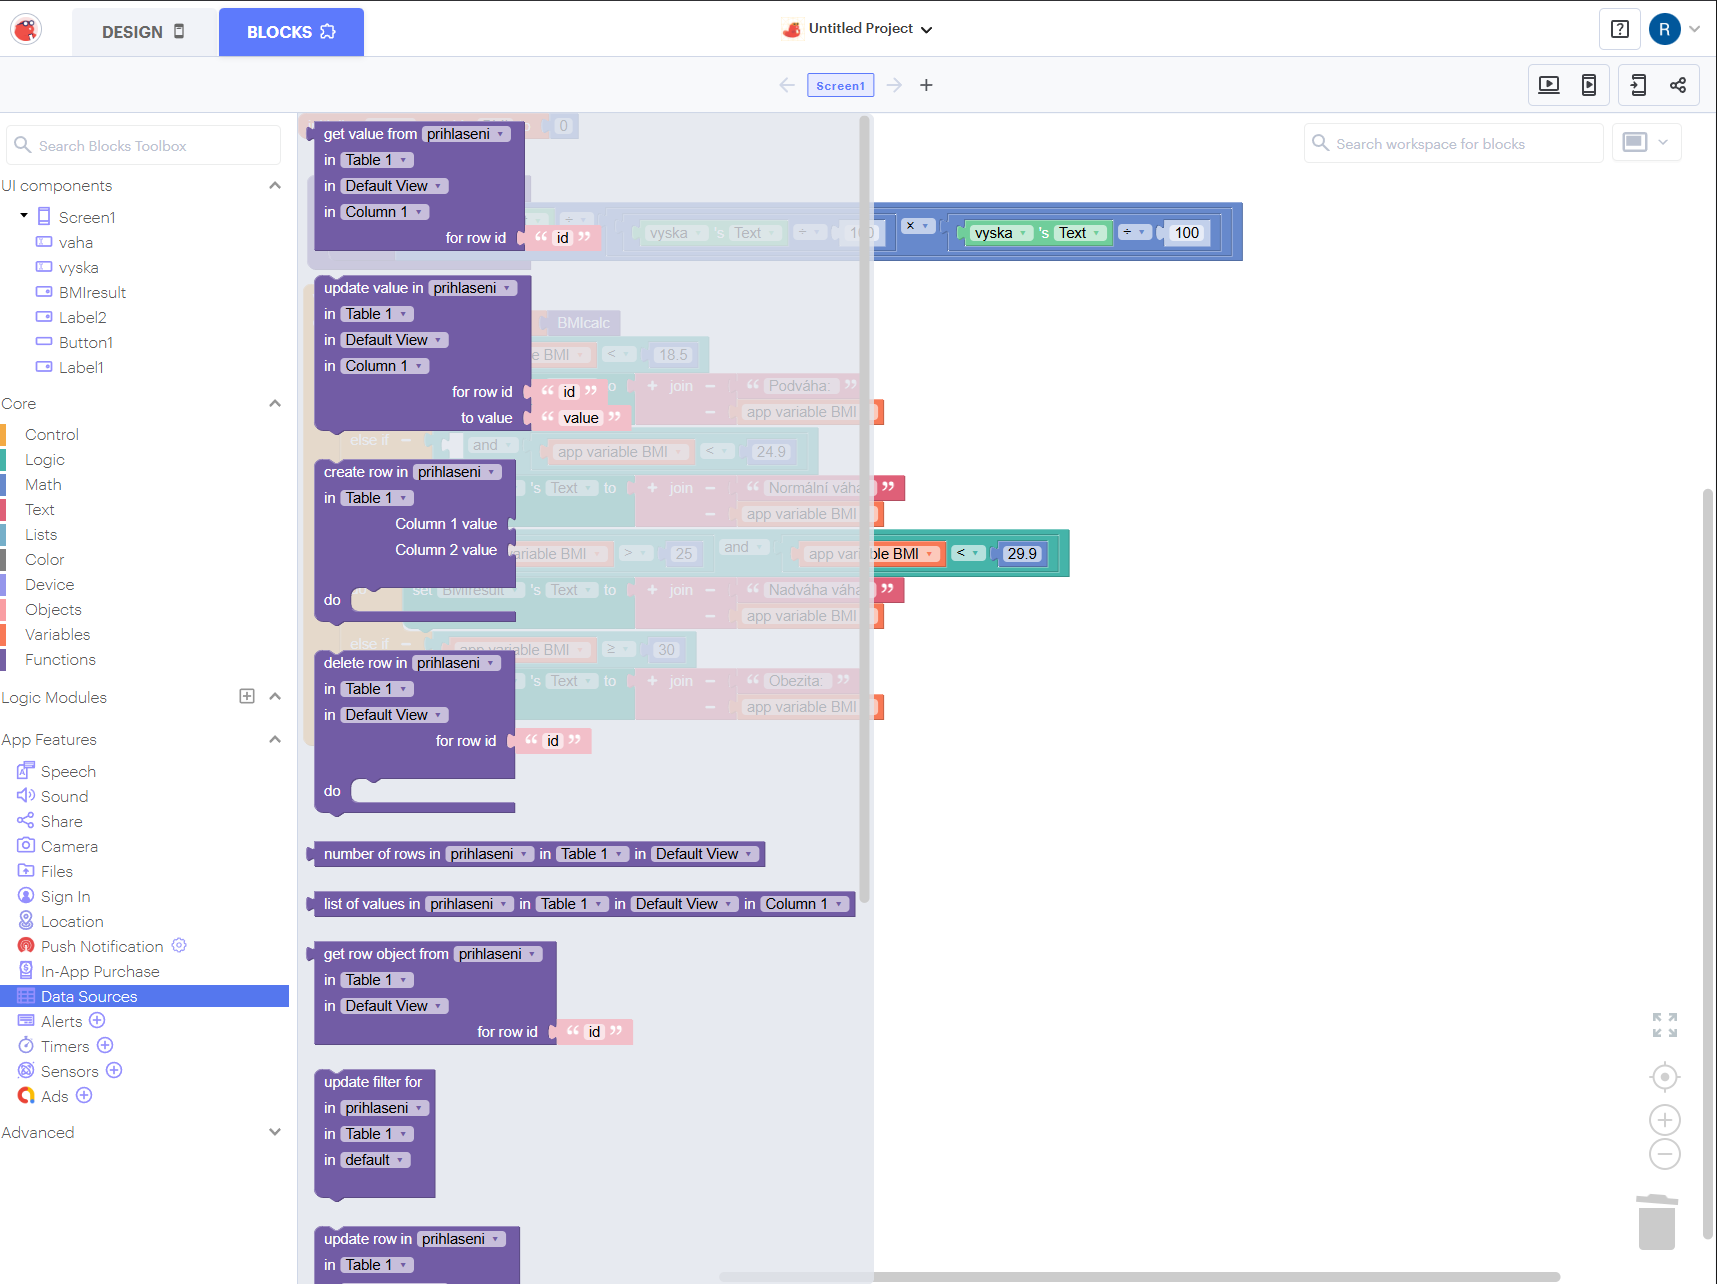 DESIGN
BLOCKS
Untitled Project
R
Screen1
Search Blocks Toolbox
UI components
Screen1
vaha
vyska
BMIresult
Label2
Button1
Label1
Core
Control
Logic
Math
Text
Lists
Color
Device
Objects
Variables
Functions
Logic Modules
App Features
Speech
Sound
Share
Camera
Files
Sign In
Location
Push Notification
In-App Purchase
Data Sources
Alerts
Timers
Sensors
Ads
Advanced
get value from prihlaseni
in Table 1
in Default View
in Column 1
for row id “ id ”
update value in prihlaseni
in Table 1
in Default View
in Column 1
for row id “ id ”
to value “ value ”
create row in prihlaseni
in Table 1
Column 1 value
Column 2 value
do
delete row in prihlaseni
in Table 1
in Default View
for row id “ id ”
do
number of rows in prihlaseni in Table 1 in Default View
list of values in prihlaseni in Table 1 in Default View in Column 1
get row object from prihlaseni
in Table 1
in Default View
for row id “ id ”
update filter for
in prihlaseni
in Table 1
in default
update row in prihlaseni
in Table 1
Search workspace for blocks
0
÷ vyska 's Text ÷ 100 × vyska 's Text ÷ 100
BMIcalc
BMI < 18.5
to + join − “ Podváha: ”
− app variable BMI
else if − and app variable BMI < 24.9
's Text to + join − “ Normální váha ”
− app variable BMI
variable BMI > 25 and app variable BMI < 29.9
set BMIresult 's Text to + join − “ Nadváha váha ”
− app variable BMI
else if − app variable BMI ≥ 30
's Text to + join − “ Obezita: ”
− app variable BMI